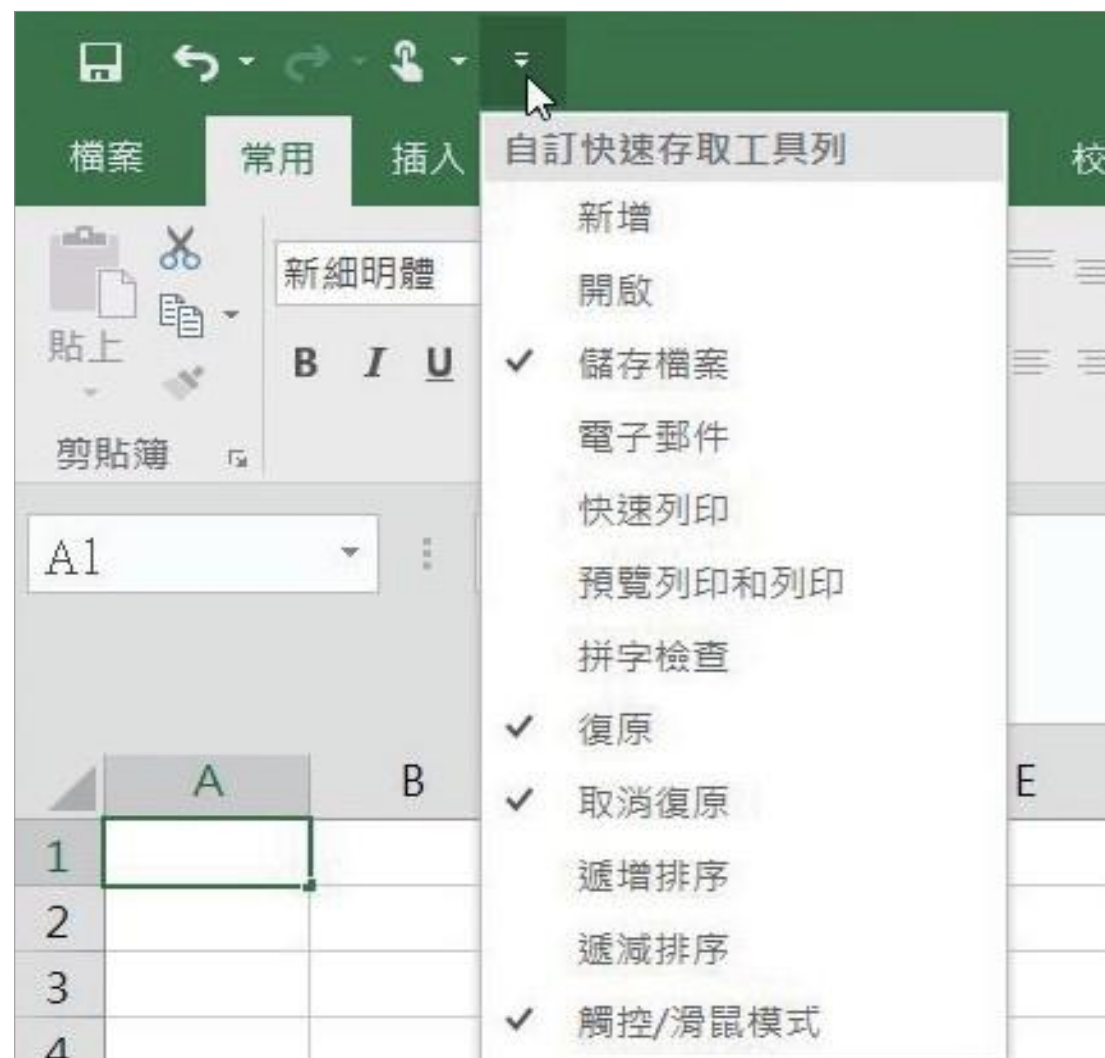 檔案 常用 插入 校
自訂快速存取工具列
新增
開啟
儲存檔案
電子郵件
快速列印
預覽列印和列印
拼字檢查
復原
取消復原
遞增排序
遞減排序
觸控/滑鼠模式
新細明體
貼上
B I U
剪貼簿
A1
A B E
1
2
3
4